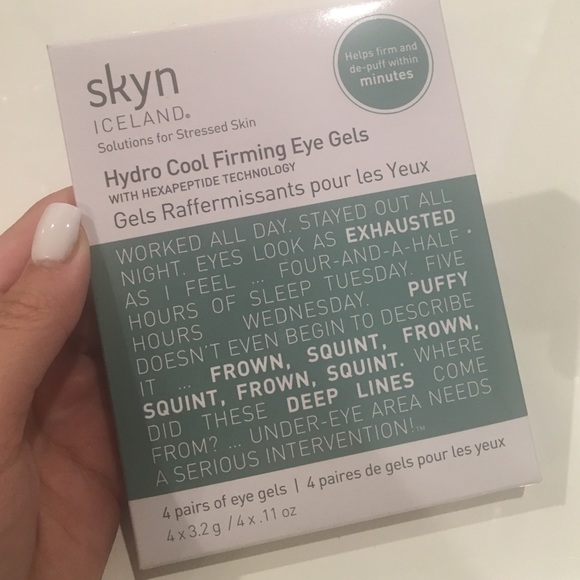 Helps firm and
de-puff within
minutes
skyn
ICELAND®
Solutions for Stressed Skin
Hydro Cool Firming Eye Gels
WITH HEXAPEPTIDE TECHNOLOGY
Gels Raffermissants pour les Yeux
WORKED ALL DAY. STAYED OUT ALL
NIGHT. EYES LOOK AS EXHAUSTED
AS I FEEL ... FOUR-AND-A-HALF
HOURS OF SLEEP TUESDAY. FIVE
HOURS WEDNESDAY. PUFFY
DOESN'T EVEN BEGIN TO DESCRIBE
IT ... FROWN, SQUINT, FROWN,
SQUINT, FROWN, SQUINT. WHERE
DID THESE DEEP LINES COME
FROM? ... UNDER-EYE AREA NEEDS
A SERIOUS INTERVENTION!™
4 pairs of eye gels | 4 paires de gels pour les yeux
4 x 3.2 g / 4 x .11 oz